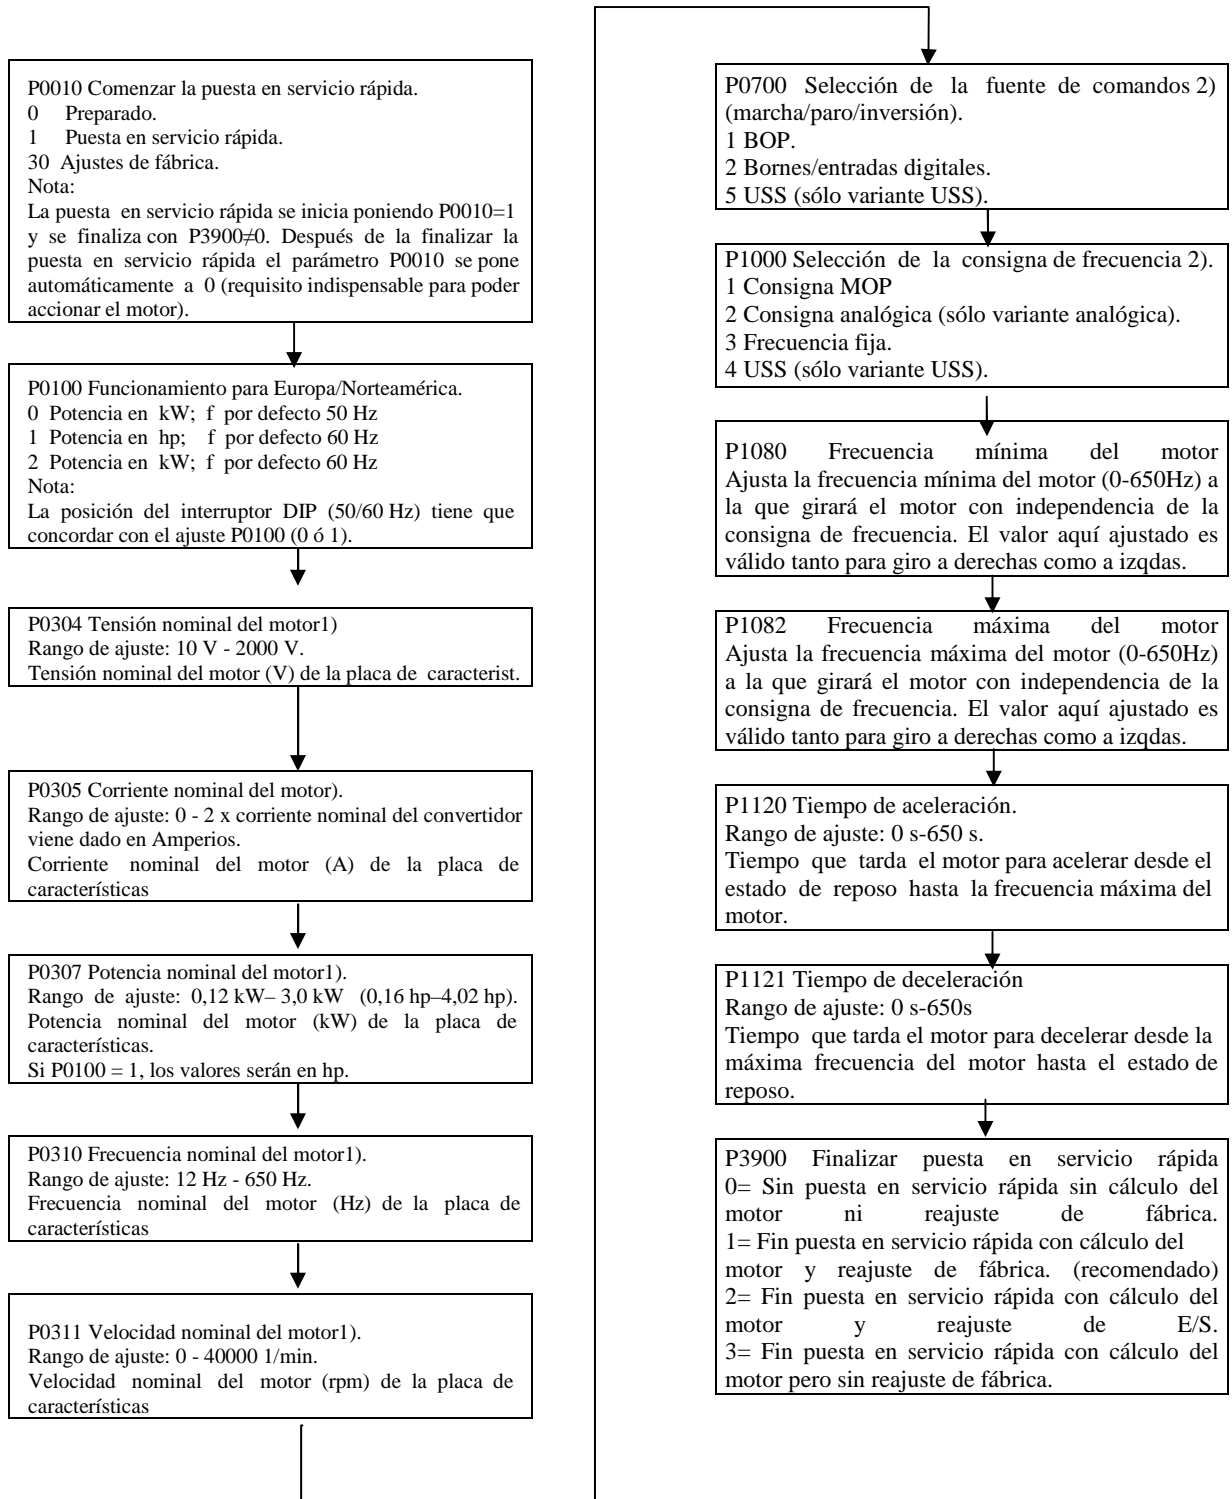 P0010 Comenzar la puesta en servicio rápida.
0 Preparado.
1 Puesta en servicio rápida.
30 Ajustes de fábrica.
Nota:
La puesta en servicio rápida se inicia poniendo P0010=1
y se finaliza con P3900≠0. Después de la finalizar la
puesta en servicio rápida el parámetro P0010 se pone
automáticamente a 0 (requisito indispensable para poder
accionar el motor).
P0100 Funcionamiento para Europa/Norteamérica.
0 Potencia en kW; f por defecto 50 Hz
1 Potencia en hp; f por defecto 60 Hz
2 Potencia en kW; f por defecto 60 Hz
Nota:
La posición del interruptor DIP (50/60 Hz) tiene que
concordar con el ajuste P0100 (0 ó 1).
P0304 Tensión nominal del motor1)
Rango de ajuste: 10 V - 2000 V.
Tensión nominal del motor (V) de la placa de caracterist.
P0305 Corriente nominal del motor).
Rango de ajuste: 0 - 2 x corriente nominal del convertidor
viene dado en Amperios.
Corriente nominal del motor (A) de la placa de
característícas
P0307 Potencia nominal del motor1).
Rango de ajuste: 0,12 kW– 3,0 kW (0,16 hp–4,02 hp).
Potencia nominal del motor (kW) de la placa de
característícas.
Si P0100 = 1, los valores serán en hp.
P0310 Frecuencia nominal del motor1).
Rango de ajuste: 12 Hz - 650 Hz.
Frecuencia nominal del motor (Hz) de la placa de
característícas
P0311 Velocidad nominal del motor1).
Rango de ajuste: 0 - 40000 1/min.
Velocidad nominal del motor (rpm) de la placa de
característícas
P0700 Selección de la fuente de comandos 2)
(marcha/paro/inversión).
1 BOP.
2 Bornes/entradas digitales.
5 USS (sólo variante USS).
P1000 Selección de la consigna de frecuencia 2).
1 Consigna MOP
2 Consigna analógica (sólo variante analógica).
3 Frecuencia fija.
4 USS (sólo variante USS).
P1080 Frecuencia mínima del motor
Ajusta la frecuencia mínima del motor (0-650Hz) a
la que girará el motor con independencia de la
consigna de frecuencia. El valor aquí ajustado es
válido tanto para giro a derechas como a izqdas.
P1082 Frecuencia máxima del motor
Ajusta la frecuencia máxima del motor (0-650Hz)
a la que girará el motor con independencia de la
consigna de frecuencia. El valor aquí ajustado es
válido tanto para giro a derechas como a izqdas.
P1120 Tiempo de aceleración.
Rango de ajuste: 0 s-650 s.
Tiempo que tarda el motor para acelerar desde el
estado de reposo hasta la frecuencia máxima del
motor.
P1121 Tiempo de deceleración
Rango de ajuste: 0 s-650s
Tiempo que tarda el motor para decelerar desde la
máxima frecuencia del motor hasta el estado de
reposo.
P3900 Finalizar puesta en servicio rápida
0= Sin puesta en servicio rápida sin cálculo del
motor ni reajuste de fábrica.
1= Fin puesta en servicio rápida con cálculo del
motor y reajuste de fábrica. (recomendado)
2= Fin puesta en servicio rápida con cálculo del
motor y reajuste de E/S.
3= Fin puesta en servicio rápida con cálculo del
motor pero sin reajuste de fábrica.